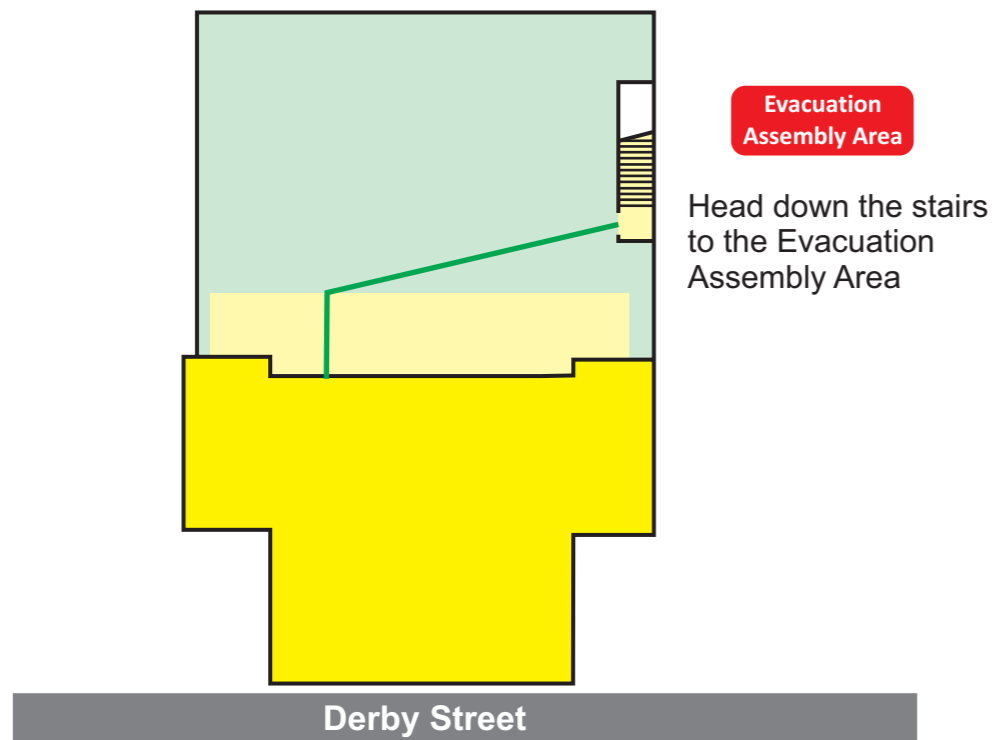 Evacuation
Assembly Area
Head down the stairs
to the Evacuation
Assembly Area
Derby Street